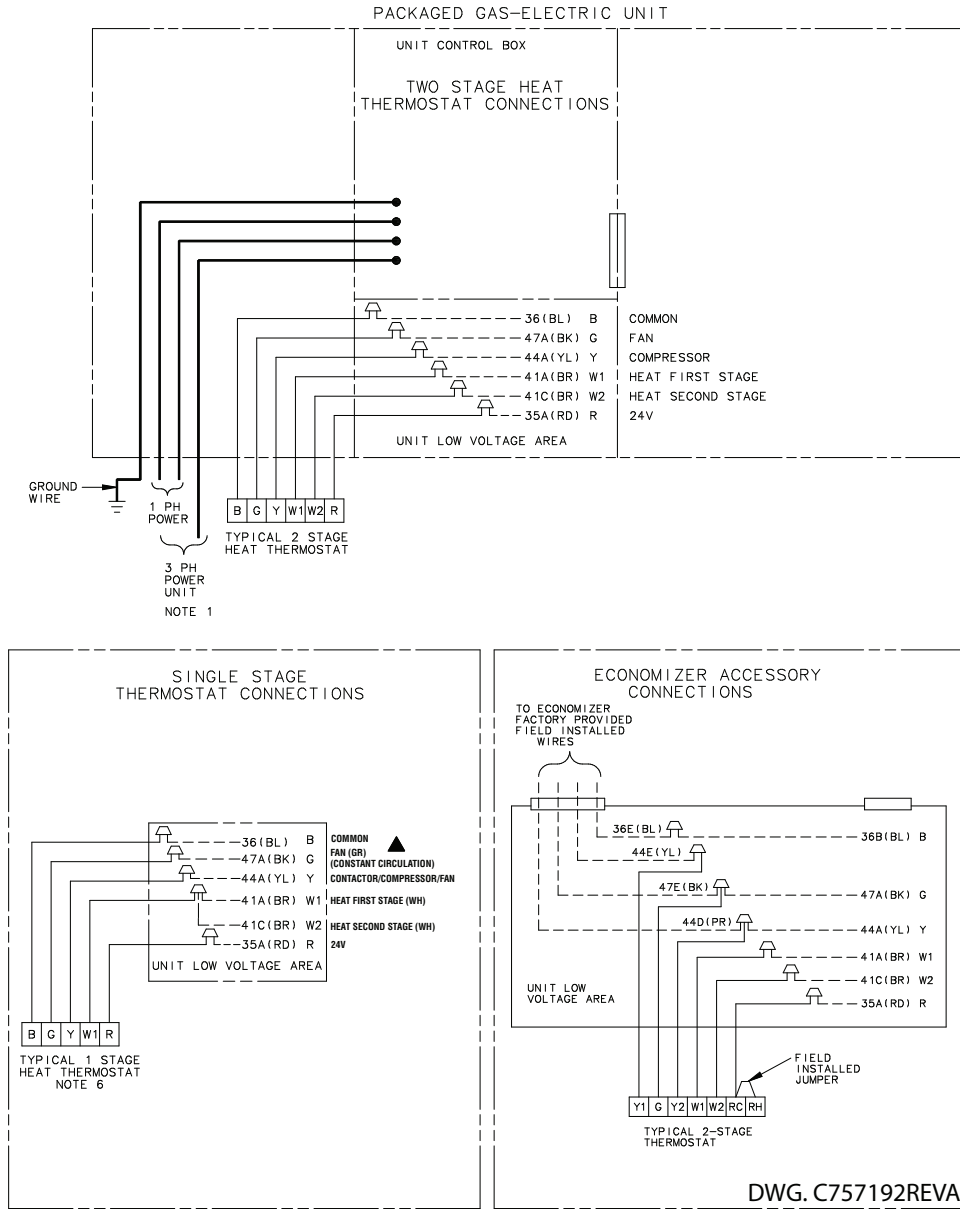 PACKAGED GAS–ELECTRIC UNIT
UNIT CONTROL BOX
TWO STAGE HEAT
THERMOSTAT CONNECTIONS
36(BL) B COMMON
47A(BK) G FAN
44A(YL) Y COMPRESSOR
41A(BR) W1 HEAT FIRST STAGE
41C(BR) W2 HEAT SECOND STAGE
35A(RD) R 24V
UNIT LOW VOLTAGE AREA
GROUND
WIRE
1 PH
POWER
3 PH
POWER
UNIT
NOTE 1
B G Y W1 W2 R
TYPICAL 2 STAGE
HEAT THERMOSTAT
SINGLE STAGE
THERMOSTAT CONNECTIONS
36(BL) B COMMON
47A(BK) G FAN (GR)
(CONSTANT CIRCULATION)
44A(YL) Y CONTACTOR/COMPRESSOR/FAN
41A(BR) W1 HEAT FIRST STAGE (WH)
41C(BR) W2 HEAT SECOND STAGE (WH)
35A(RD) R 24V
UNIT LOW VOLTAGE AREA
B G Y W1 R
TYPICAL 1 STAGE
HEAT THERMOSTAT
NOTE 6
ECONOMIZER ACCESSORY
CONNECTIONS
TO ECONOMIZER
FACTORY PROVIDED
FIELD INSTALLED
WIRES
36E(BL) 36B(BL) B
44E(YL)
47E(BK) 47A(BK) G
44D(PR) 44A(YL) Y
41A(BR) W1
41C(BR) W2
35A(RD) R
UNIT LOW
VOLTAGE AREA
FIELD
INSTALLED
JUMPER
Y1 G Y2 W1 W2 RC RH
TYPICAL 2–STAGE
THERMOSTAT
DWG. C757192REVA